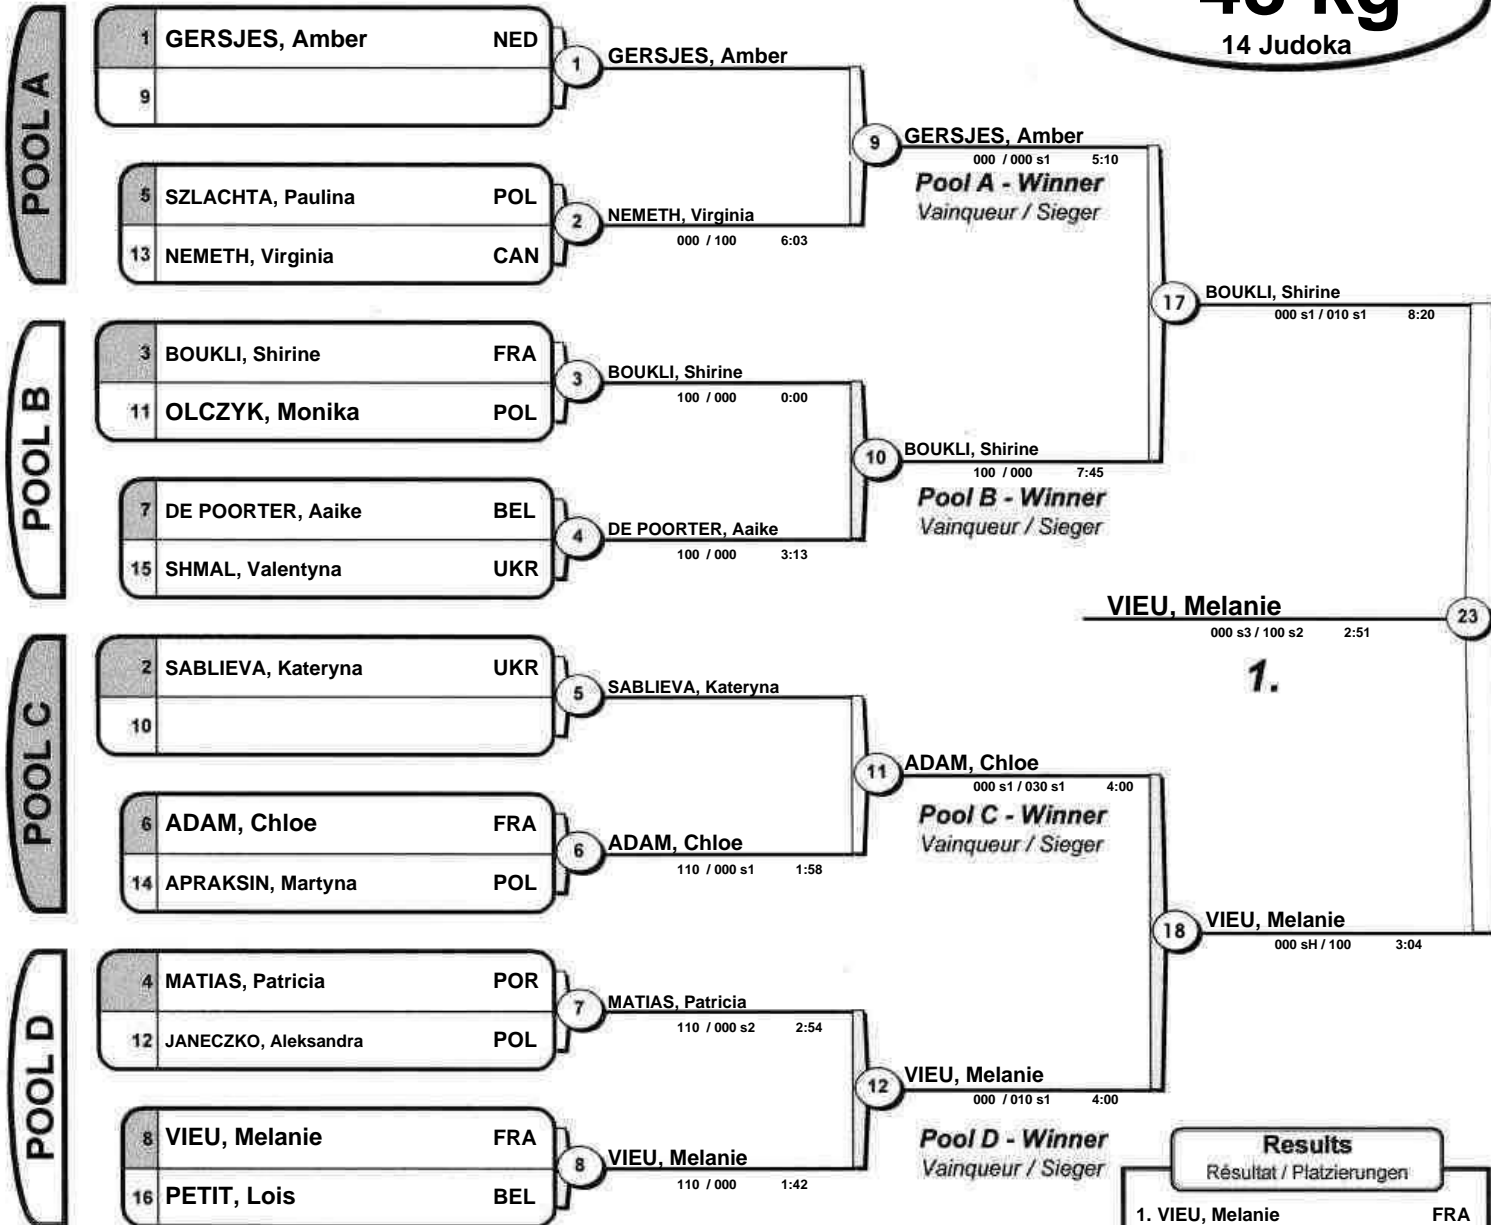 14 Judoka
POOL A
1 GERSJES, Amber NED
9
1 GERSJES, Amber
5 SZLACHTA, Paulina POL
13 NEMETH, Virginia CAN
2 NEMETH, Virginia
000 / 100 6:03
9 GERSJES, Amber
000 / 000 s1 5:10
Pool A - Winner
Vainqueur / Sieger
POOL B
3 BOUKLI, Shirine FRA
11 OLCZYK, Monika POL
3 BOUKLI, Shirine
100 / 000 0:00
7 DE POORTER, Aaike BEL
15 SHMAL, Valentyna UKR
4 DE POORTER, Aaike
100 / 000 3:13
10 BOUKLI, Shirine
100 / 000 7:45
Pool B - Winner
Vainqueur / Sieger
17 BOUKLI, Shirine
000 s1 / 010 s1 8:20
VIEU, Melanie 23
000 s3 / 100 s2 2:51
1.
POOL C
2 SABLIEVA, Kateryna UKR
10
5 SABLIEVA, Kateryna
6 ADAM, Chloe FRA
14 APRAKSIN, Martyna POL
6 ADAM, Chloe
110 / 000 s1 1:58
11 ADAM, Chloe
000 s1 / 030 s1 4:00
Pool C - Winner
Vainqueur / Sieger
18 VIEU, Melanie
000 sH / 100 3:04
POOL D
4 MATIAS, Patricia POR
12 JANECZKO, Aleksandra POL
7 MATIAS, Patricia
110 / 000 s2 2:54
8 VIEU, Melanie FRA
16 PETIT, Lois BEL
8 VIEU, Melanie
110 / 000 1:42
12 VIEU, Melanie
000 / 010 s1 4:00
Pool D - Winner
Vainqueur / Sieger
Results
Résultat / Platzierungen
1. VIEU, Melanie FRA